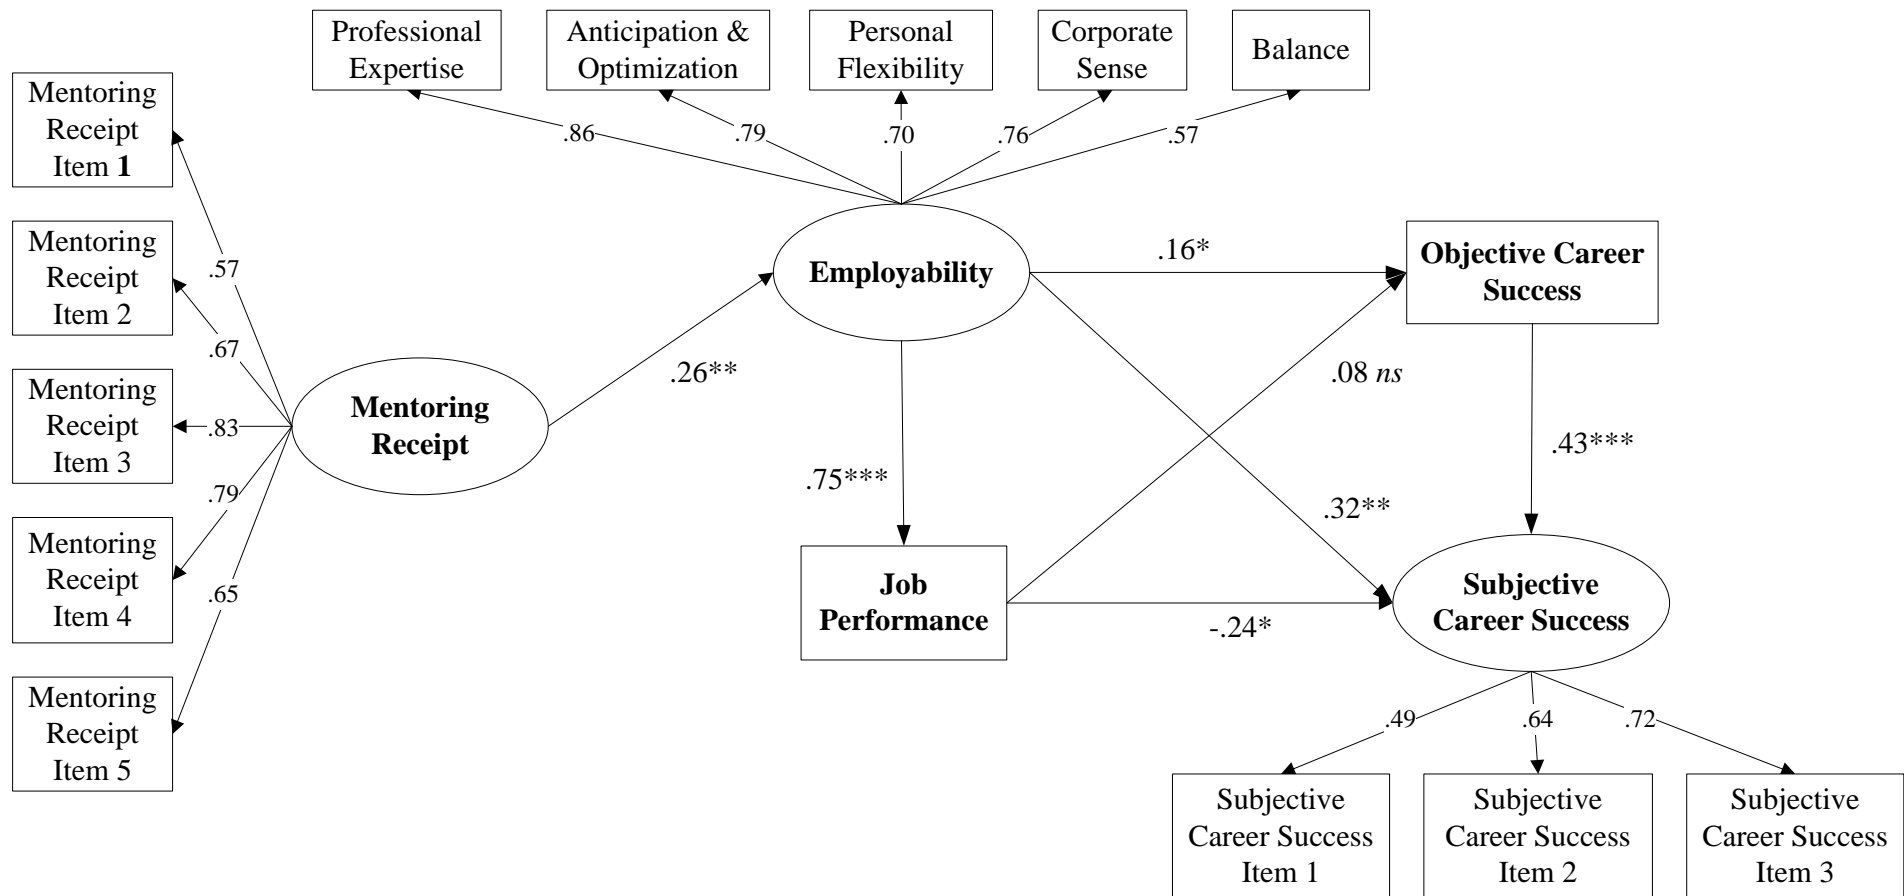 Professional
Expertise
Anticipation &
Optimization
Personal
Flexibility
Corporate
Sense
Balance
.86
.79
.70
.76
.57
Mentoring
Receipt
Item 1
Mentoring
Receipt
Item 2
Mentoring
Receipt
Item 3
Mentoring
Receipt
Item 4
Mentoring
Receipt
Item 5
.57
.67
.83
.79
.65
Mentoring
Receipt
.26**
Employability
.16*
Objective Career
Success
.08 ns
.75***
.32**
.43***
Job
Performance
-.24*
Subjective
Career Success
.49
.64
.72
Subjective
Career Success
Item 1
Subjective
Career Success
Item 2
Subjective
Career Success
Item 3